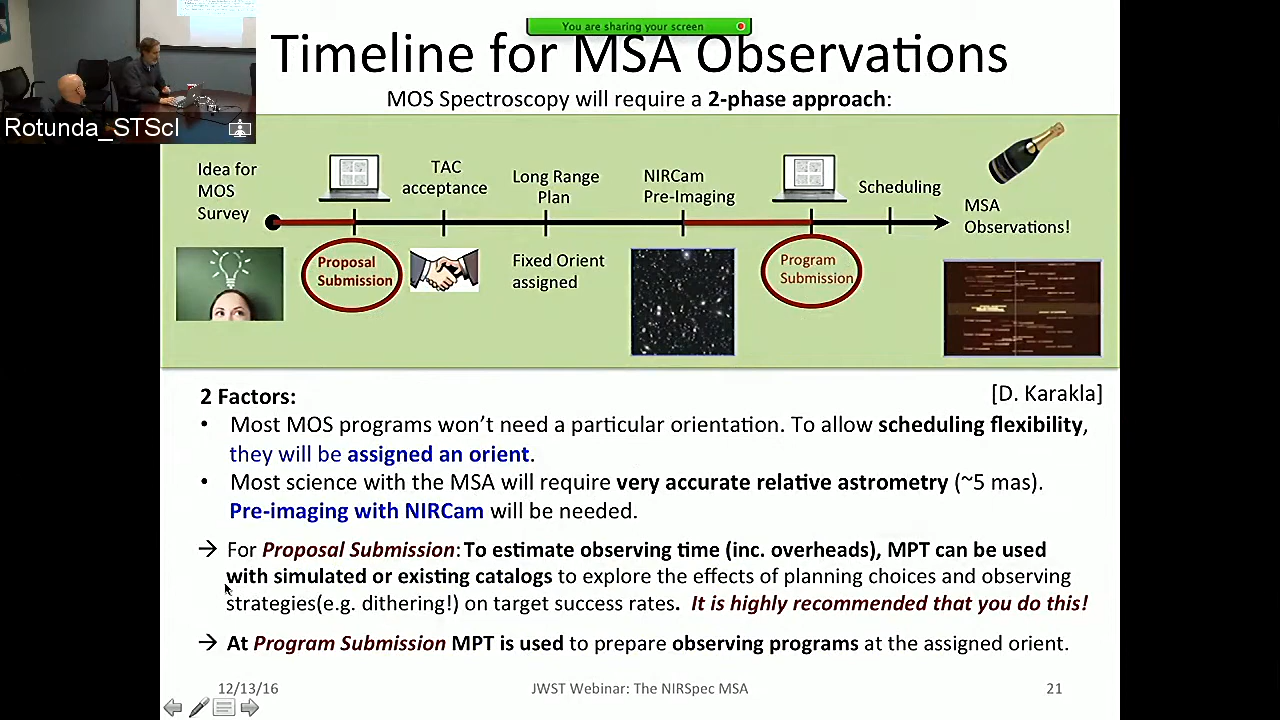 You are sharing your screen
Timeline for MSA Observations
MOS Spectroscopy will require a 2-phase approach:
Rotunda_STScI
Idea for
MOS
Survey
TAC
acceptance
Long Range
Plan
NIRCam
Pre-Imaging
Scheduling
MSA
Observations!
Proposal
Submission
Fixed Orient
assigned
Program
Submission
2 Factors:
[D. Karakla]
• Most MOS programs won’t need a particular orientation. To allow scheduling flexibility,
they will be assigned an orient.
• Most science with the MSA will require very accurate relative astrometry (~5 mas).
Pre-imaging with NIRCam will be needed.
→ For Proposal Submission: To estimate observing time (inc. overheads), MPT can be used
with simulated or existing catalogs to explore the effects of planning choices and observing
strategies(e.g. dithering!) on target success rates. It is highly recommended that you do this!
→ At Program Submission MPT is used to prepare observing programs at the assigned orient.
12/13/16
JWST Webinar: The NIRSpec MSA
21